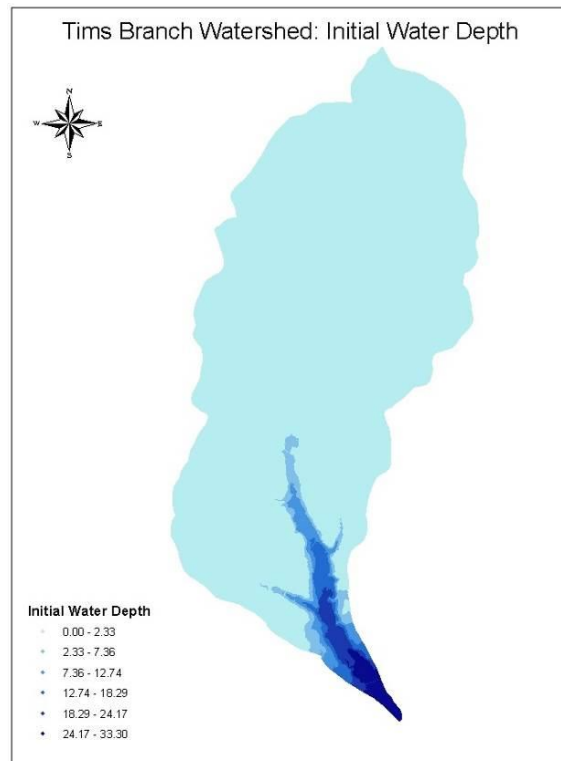 Tims Branch Watershed: Initial Water Depth
N
W E
S
Initial Water Depth
0.00 - 2.33
2.33 - 7.36
7.36 - 12.74
12.74 - 18.29
18.29 - 24.17
24.17 - 33.30